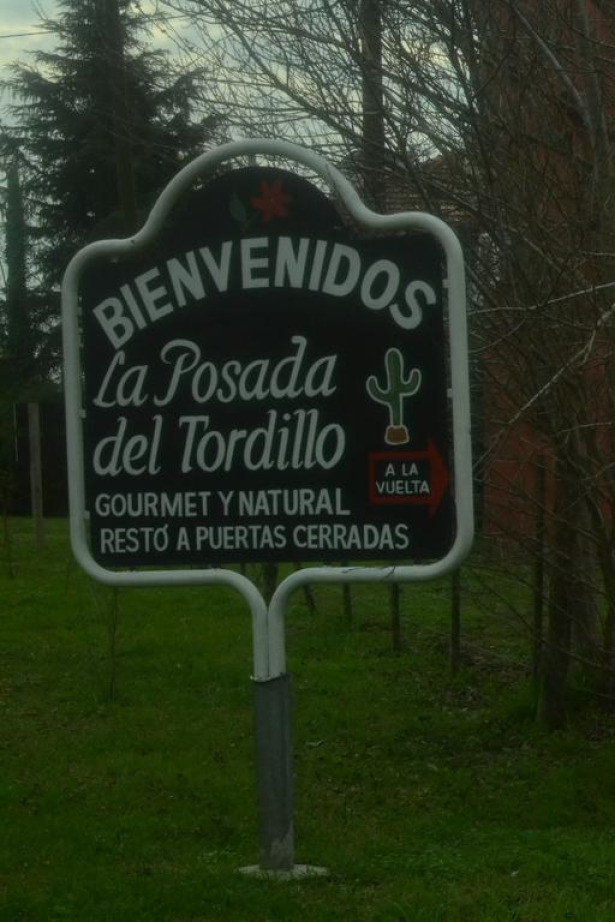 BIENVENIDOS
La Posada
del Tordillo
A LA
VUELTA
GOURMET Y NATURAL
RESTÓ A PUERTAS CERRADAS